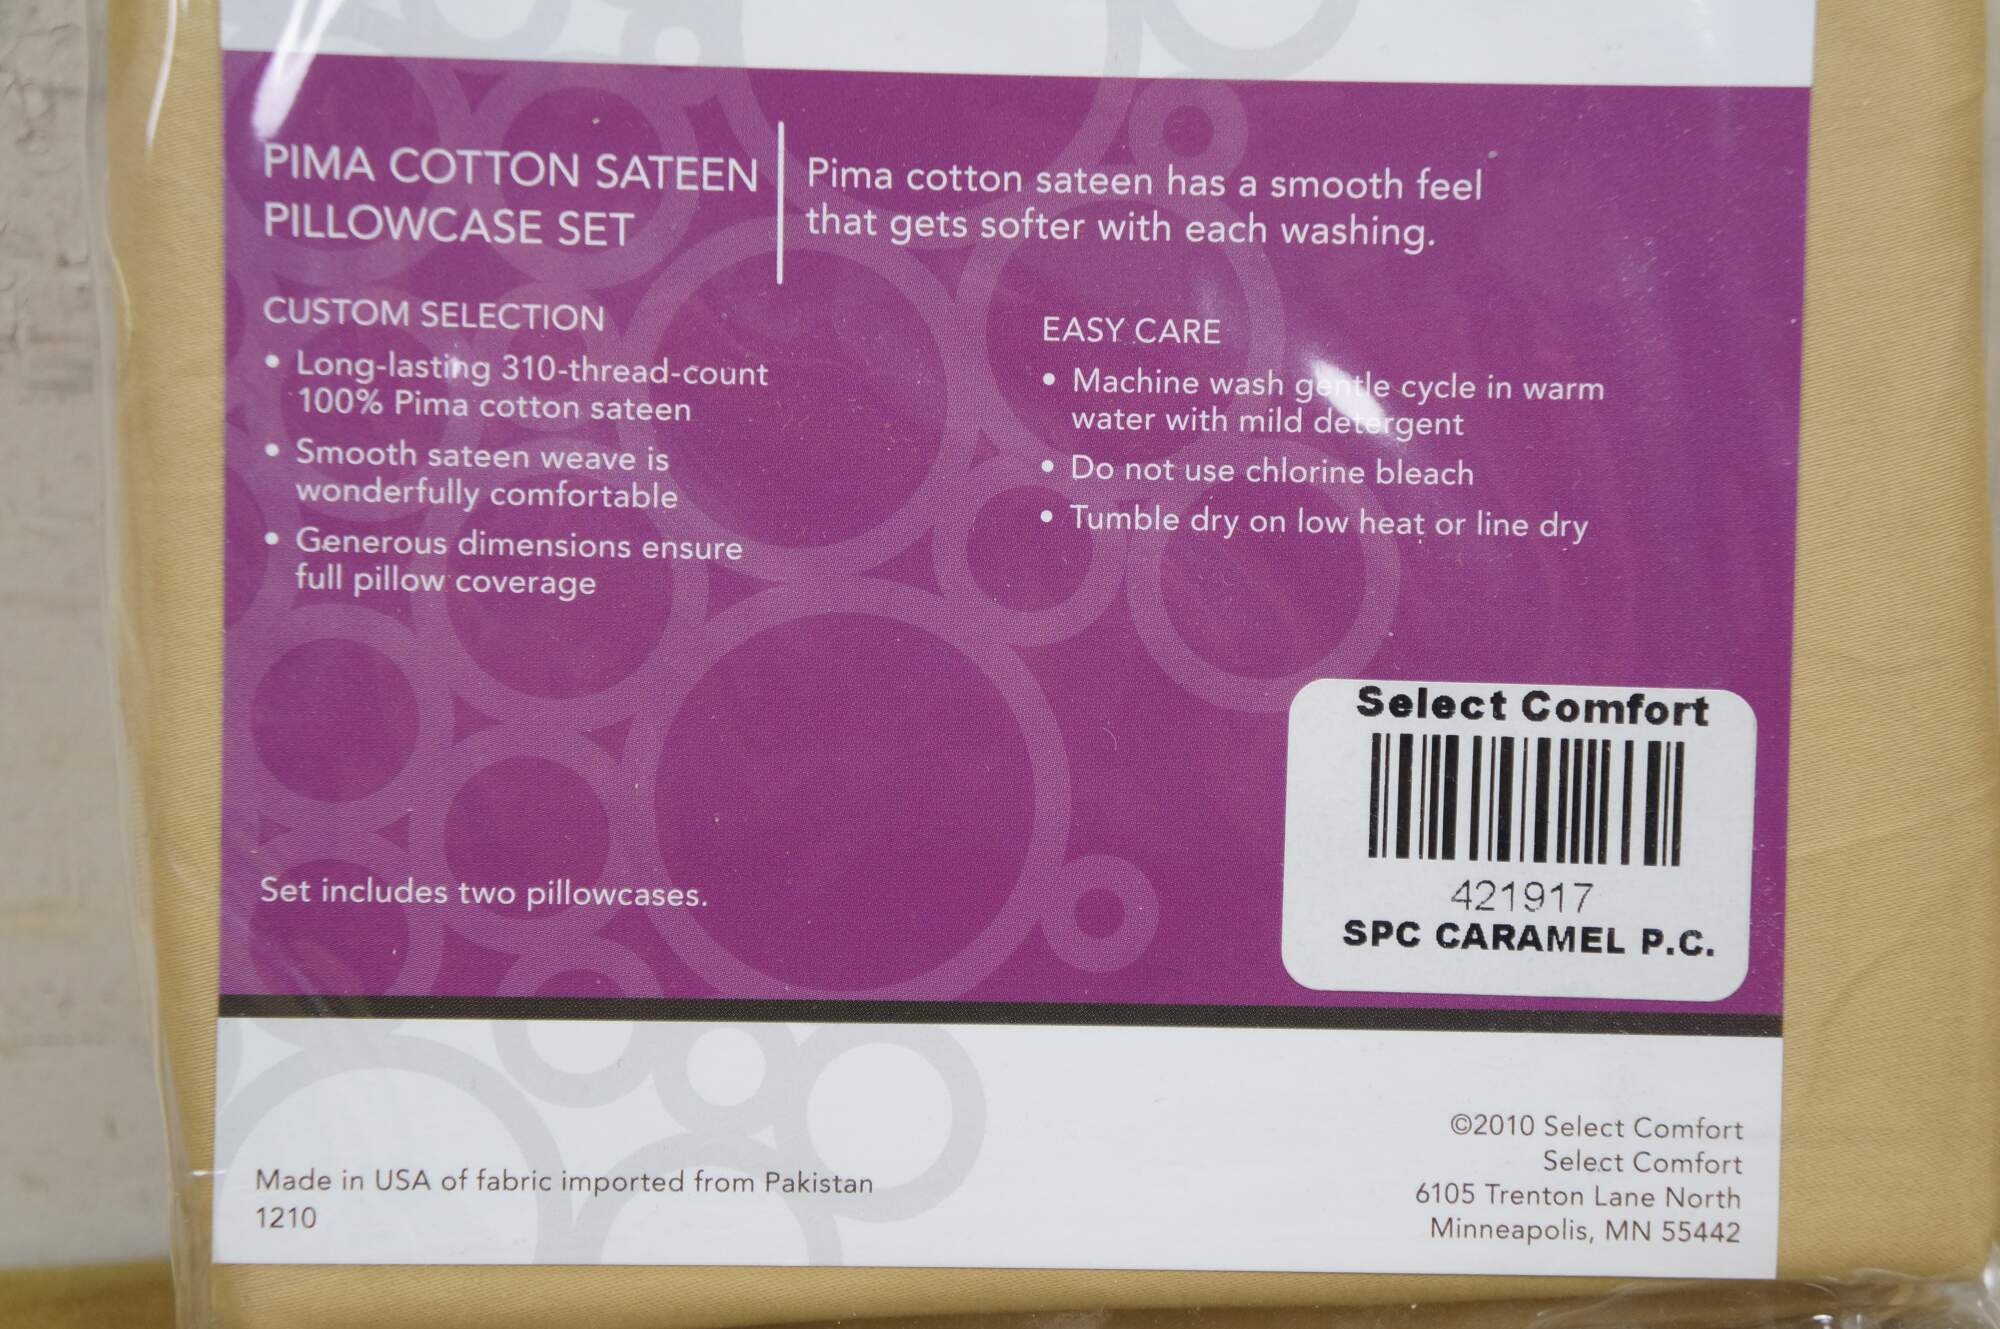 PIMA COTTON SATEEN
PILLOWCASE SET
Pima cotton sateen has a smooth feel
that gets softer with each washing.
CUSTOM SELECTION
• Long-lasting 310-thread-count
100% Pima cotton sateen
• Smooth sateen weave is
wonderfully comfortable
• Generous dimensions ensure
full pillow coverage
EASY CARE
• Machine wash gentle cycle in warm
water with mild detergent
• Do not use chlorine bleach
• Tumble dry on low heat or line dry
Set includes two pillowcases.
Select Comfort
421917
SPC CARAMEL P.C.
Made in USA of fabric imported from Pakistan
1210
©2010 Select Comfort
Select Comfort
6105 Trenton Lane North
Minneapolis, MN 55442